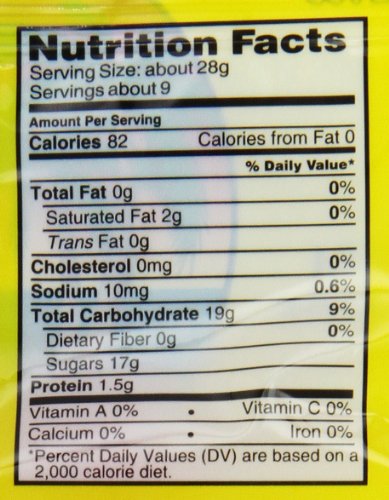 Nutrition Facts
Serving Size: about 28g
Servings about 9
Amount Per Serving
Calories 82 Calories from Fat 0
% Daily Value*
Total Fat 0g 0%
Saturated Fat 2g 0%
Trans Fat 0g
Cholesterol 0mg 0%
Sodium 10mg 0.6%
Total Carbohydrate 19g 9%
Dietary Fiber 0g 0%
Sugars 17g
Protein 1.5g
Vitamin A 0% • Vitamin C 0%
Calcium 0% • Iron 0%
*Percent Daily Values (DV) are based on a
2,000 calorie diet.